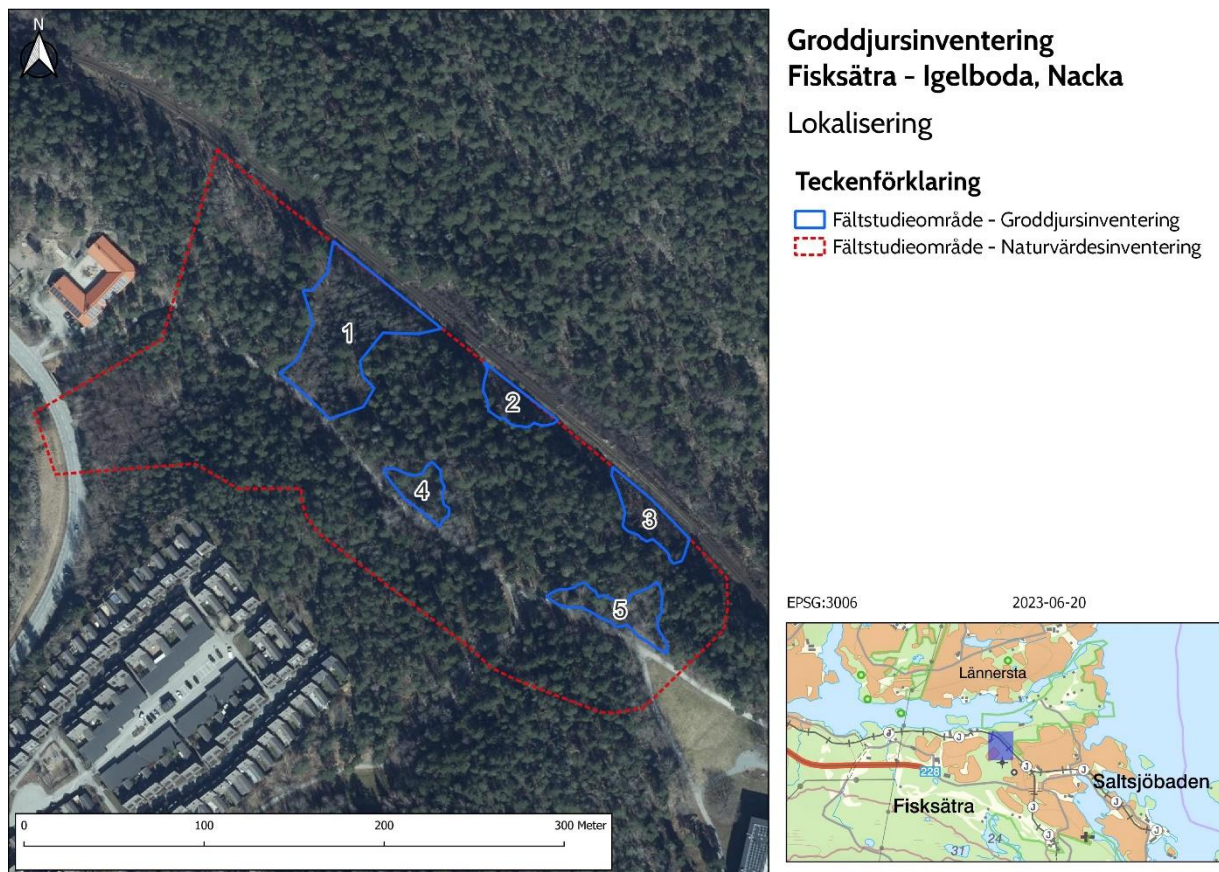 Groddjursinventering
Fisksätra - Igelboda, Nacka
Lokalisering
Teckenförklaring
Fältstudieområde - Groddjursinventering
Fältstudieområde - Naturvärdesinventering
N
1
2
3
4
5
0 100 200 300 Meter
EPSG:3006 2023-06-20
Lännersta
J J J
228
J
Saltsjöbaden
Fisksätra
J J
J J
31 24